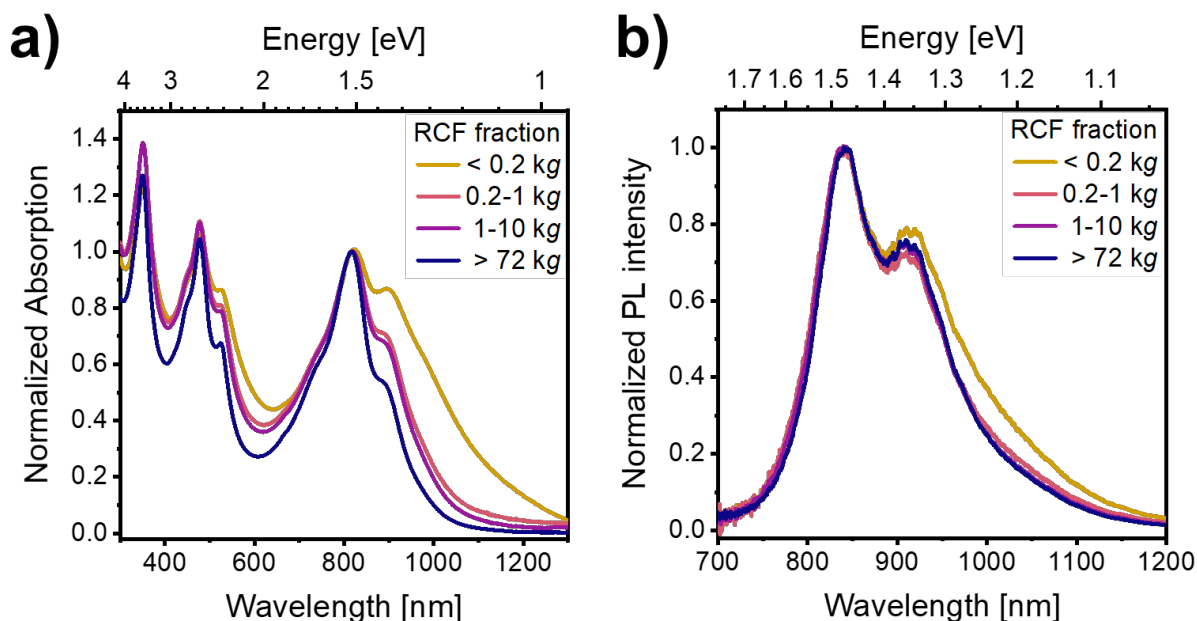 a)
Energy [eV]
4 3 2 1.5 1
Normalized Absorption
1.4
1.2
1.0
0.8
0.6
0.4
0.2
0.0
RCF fraction
< 0.2 kg
0.2-1 kg
1-10 kg
> 72 kg
400 600 800 1000 1200
Wavelength [nm]
b)
Energy [eV]
1.7 1.6 1.5 1.4 1.3 1.2 1.1
Normalized PL intensity
1.0
0.8
0.6
0.4
0.2
0.0
RCF fraction
< 0.2 kg
0.2-1 kg
1-10 kg
> 72 kg
700 800 900 1000 1100 1200
Wavelength [nm]